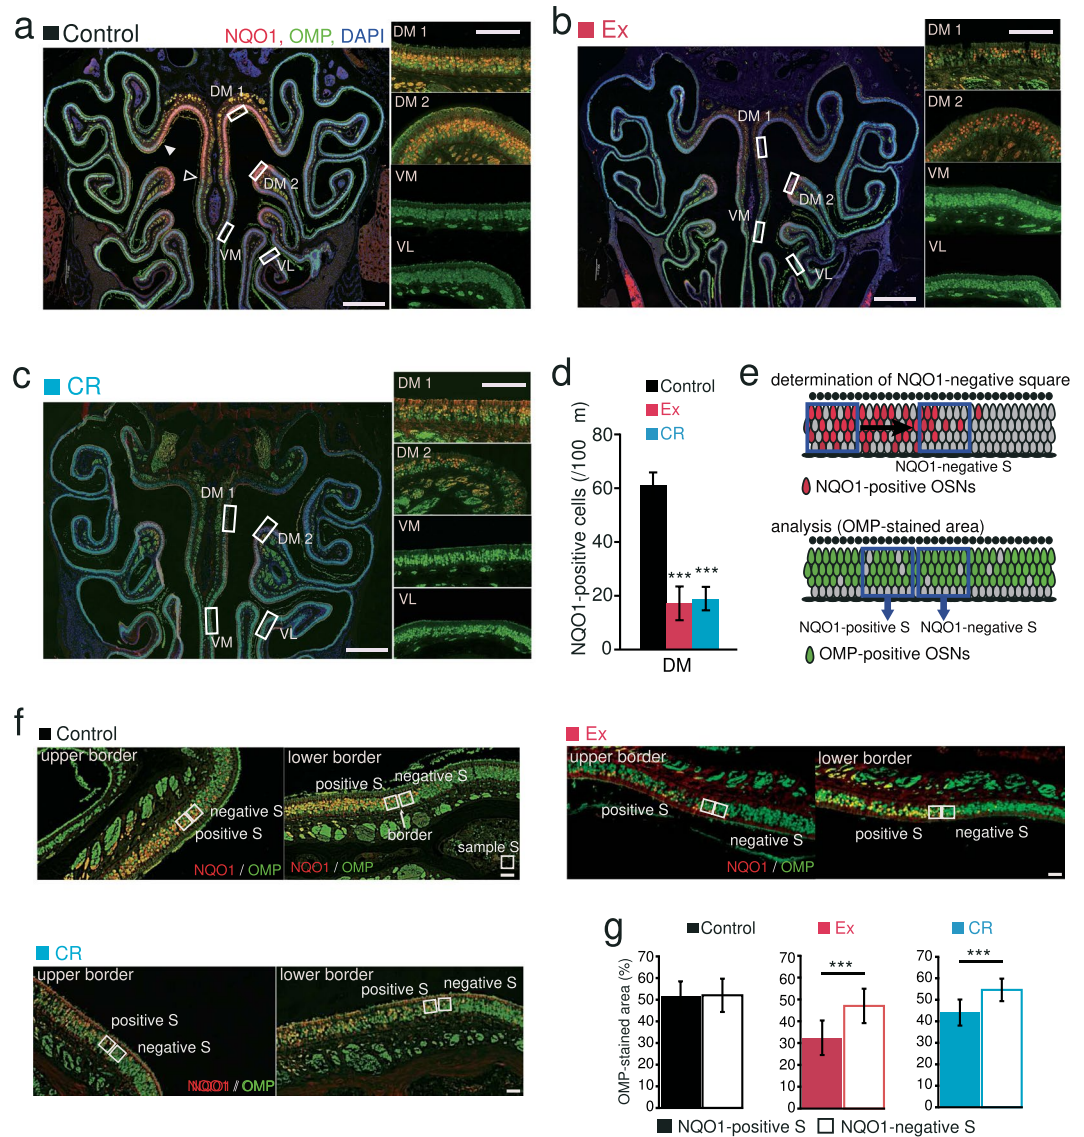 a
Control
NQO1, OMP, DAPI
DM 1
DM 2
VM
VL
DM 1
DM 2
VM
VL
b
Ex
DM 1
DM 2
VM
VL
DM 1
DM 2
VM
VL
c
CR
DM 1
DM 2
VM
VL
DM 1
DM 2
VM
VL
d
Control
Ex
CR
NQO1-positive cells (/100 m)
80
60
40
20
0
*** ***
DM
e
determination of NQO1-negative square
NQO1-negative S
NQO1-positive OSNs
analysis (OMP-stained area)
NQO1-positive S NQO1-negative S
OMP-positive OSNs
f
Control
upper border
negative S
positive S
NQO1 / OMP
lower border
positive S
negative S
border
sample S
NQO1 / OMP
Ex
upper border
positive S
negative S
NQO1 / OMP
lower border
positive S
negative S
CR
upper border
positive S
negative S
NQO1 / OMP
lower border
positive S
negative S
g
Control
Ex
CR
OMP-stained area (%)
70
60
50
40
30
20
10
0
70
60
50
40
30
20
10
0
***
70
60
50
40
30
20
10
0
***
NQO1-positive S NQO1-negative S